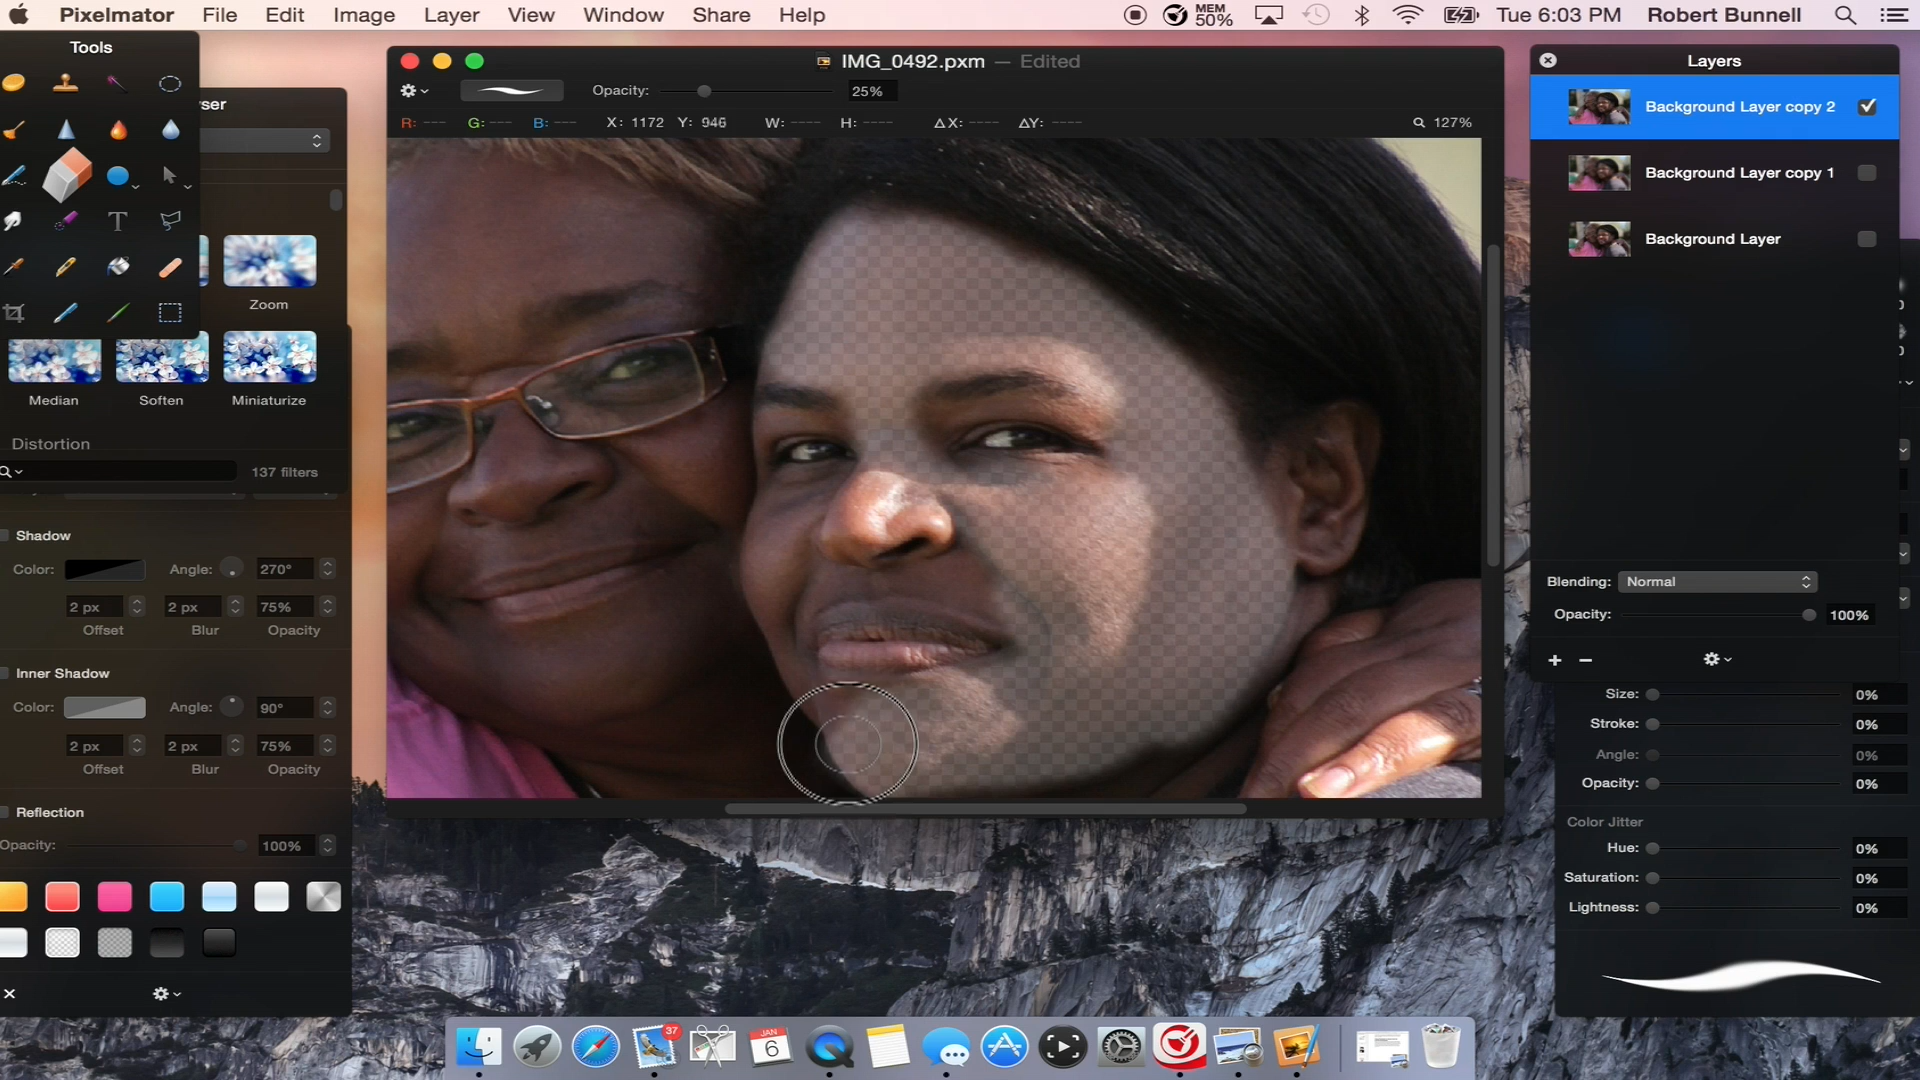 Pixelmator File Edit Image Layer View Window Share Help
MEM 50% Tue 6:03 PM Robert Bunnell
Tools
ser
Zoom
Median Soften Miniaturize
Distortion
137 filters
Shadow
Color: Angle: 270°
2 px 2 px 75%
Offset Blur Opacity
Inner Shadow
Color: Angle: 90°
2 px 2 px 75%
Offset Blur Opacity
Reflection
Opacity: 100%
IMG_0492.pxm — Edited
Opacity: 25%
R: --- G: --- B: --- X: 1172 Y: 946 W: ---- H: ---- ΔX: ---- ΔY: ---- 127%
Layers
Background Layer copy 2
Background Layer copy 1
Background Layer
Blending: Normal
Opacity: 100%
Size: 0%
Stroke: 0%
Angle: 0%
Opacity: 0%
Color Jitter
Hue: 0%
Saturation: 0%
Lightness: 0%
37
JAN
6
T